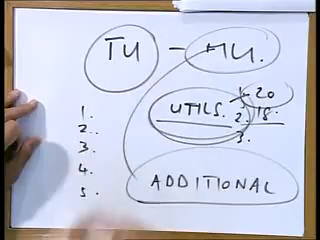 TU - MU.
UTILS. 1. 20
2. 18.
3.
1.
2.
3.
4.
5.
ADDITIONAL